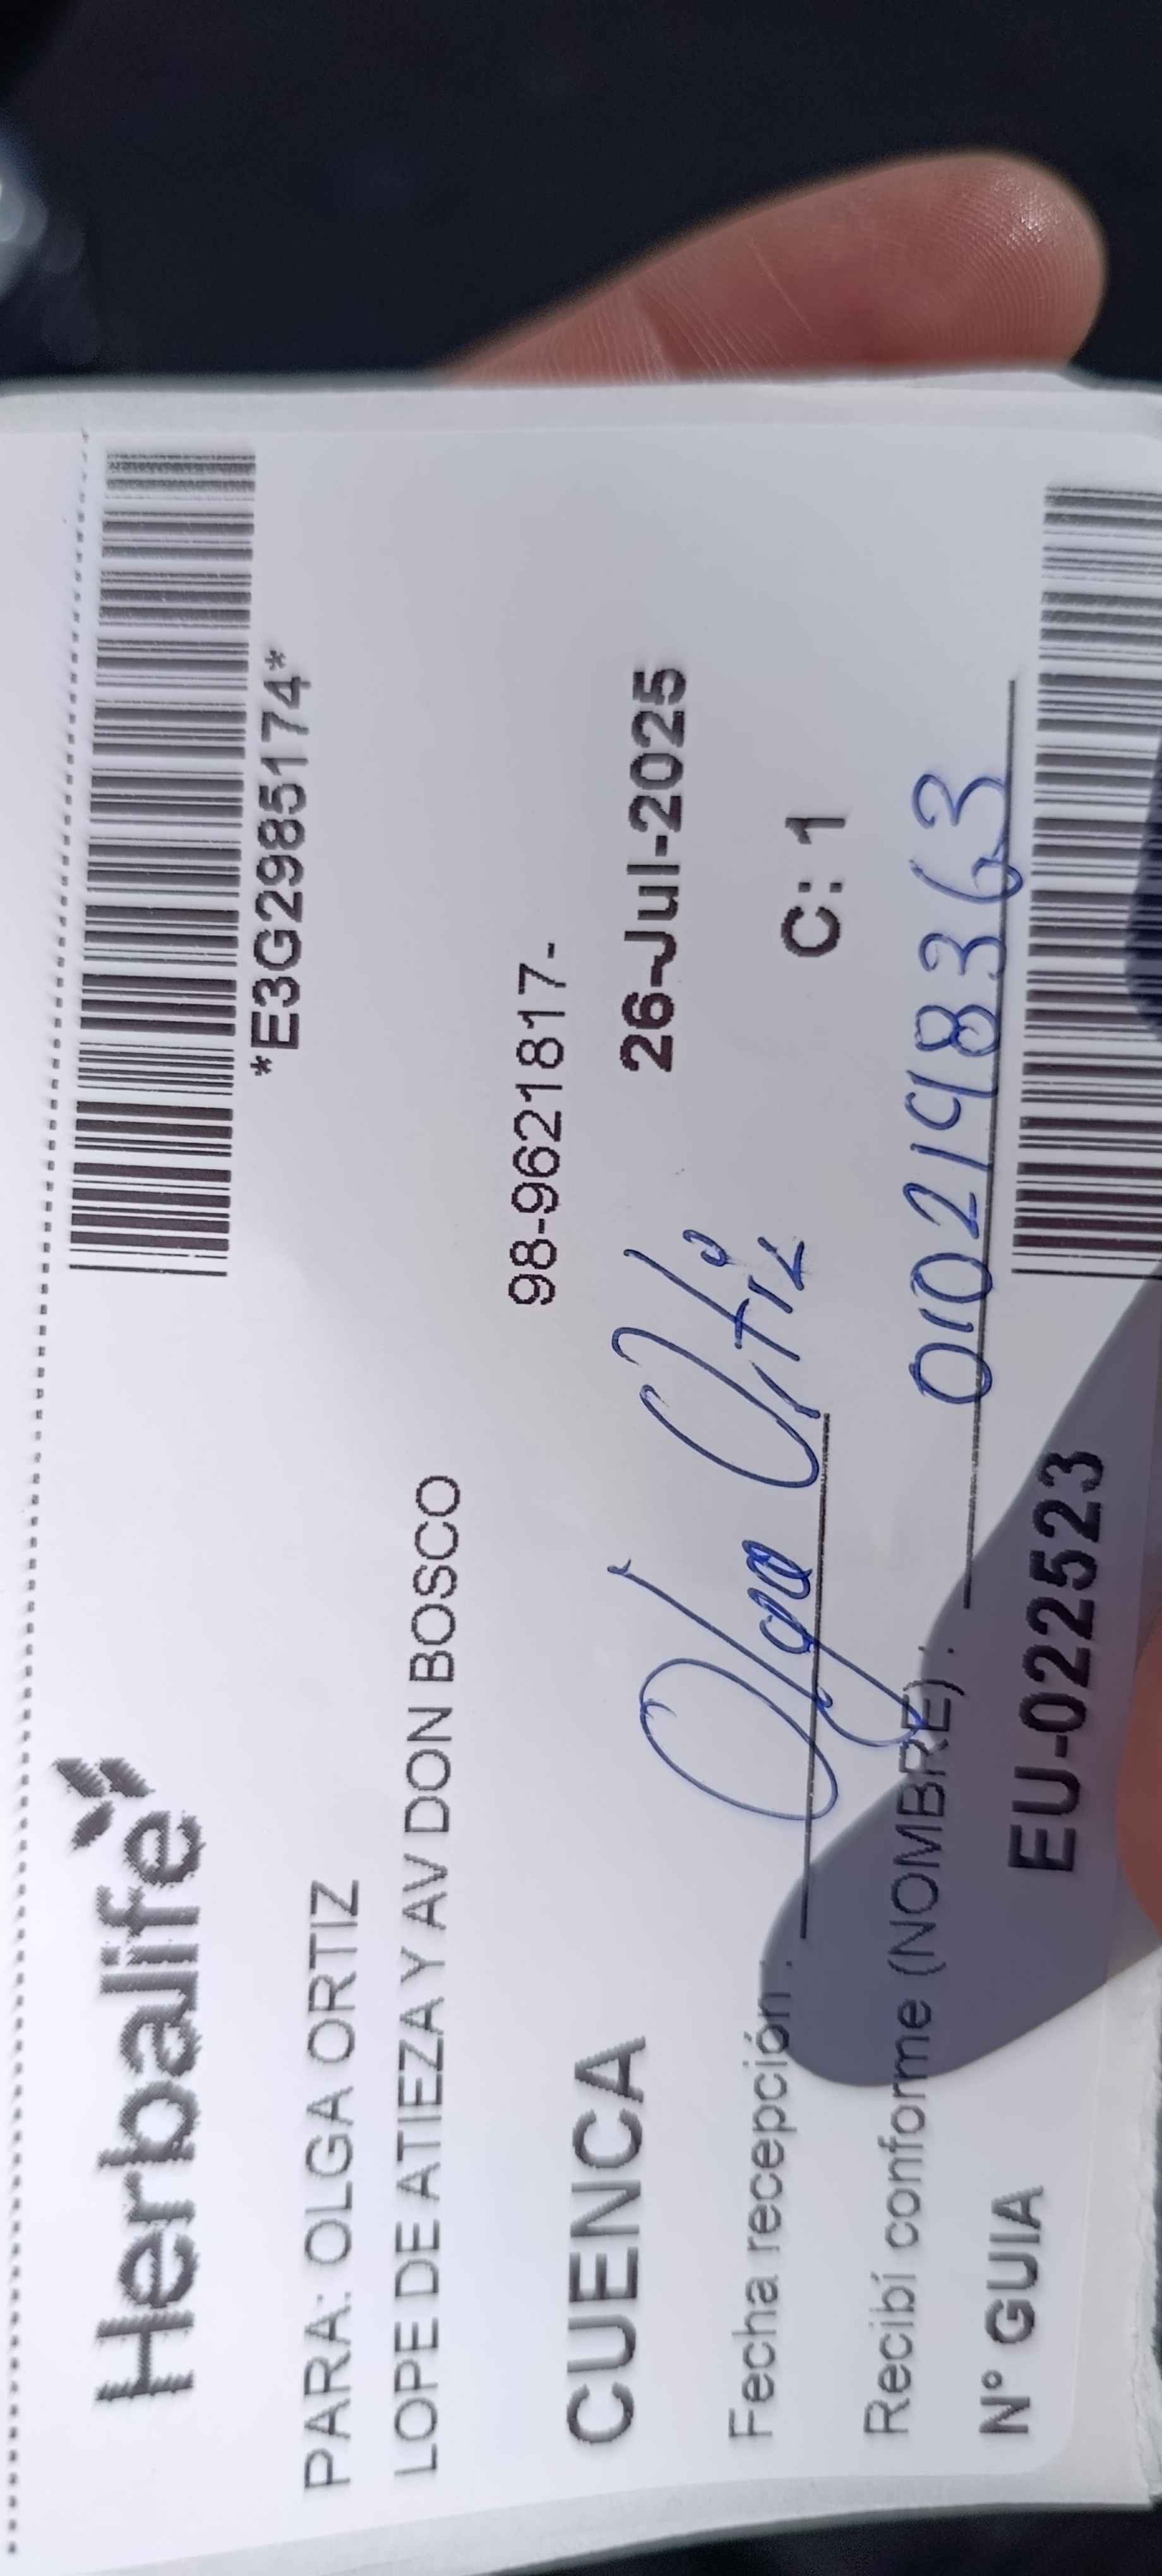 Herbalife
*E3G2985174*
PARA: OLGA ORTIZ
LOPE DE ATIEZA Y AV DON BOSCO
98-9621817-
CUENCA 26-Jul-2025
Olga Ortiz
Fecha recepción : C: 1
0102198363
Recibí conforme (NOMBRE) :
N° GUIA EU-022523